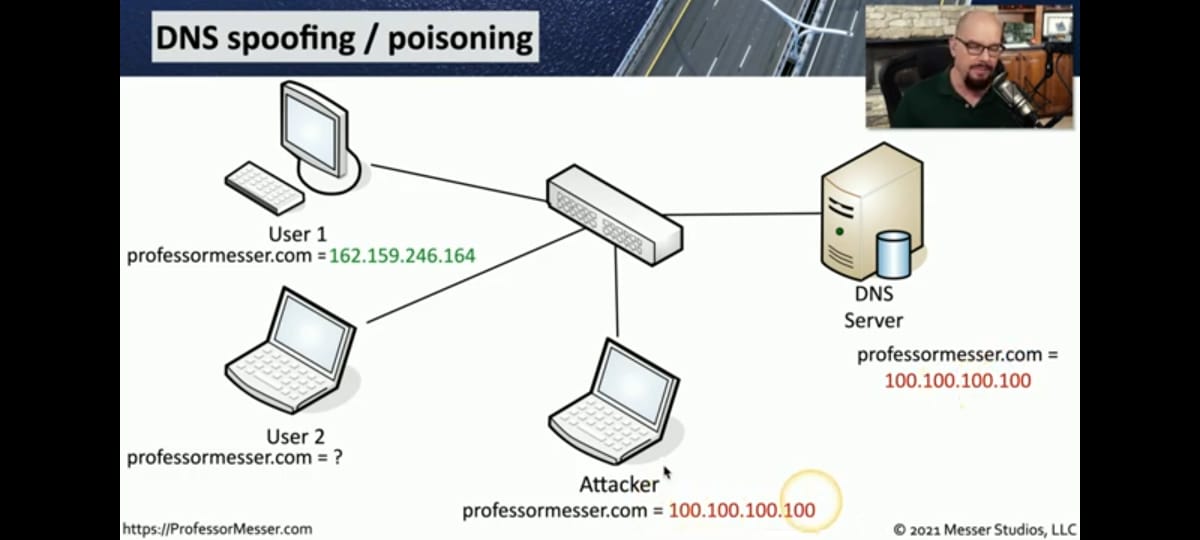 DNS spoofing / poisoning
User 1
professormesser.com = 162.159.246.164
DNS
Server
professormesser.com =
100.100.100.100
User 2
professormesser.com = ?
Attacker
professormesser.com = 100.100.100.100
https://ProfessorMesser.com
© 2021 Messer Studios, LLC